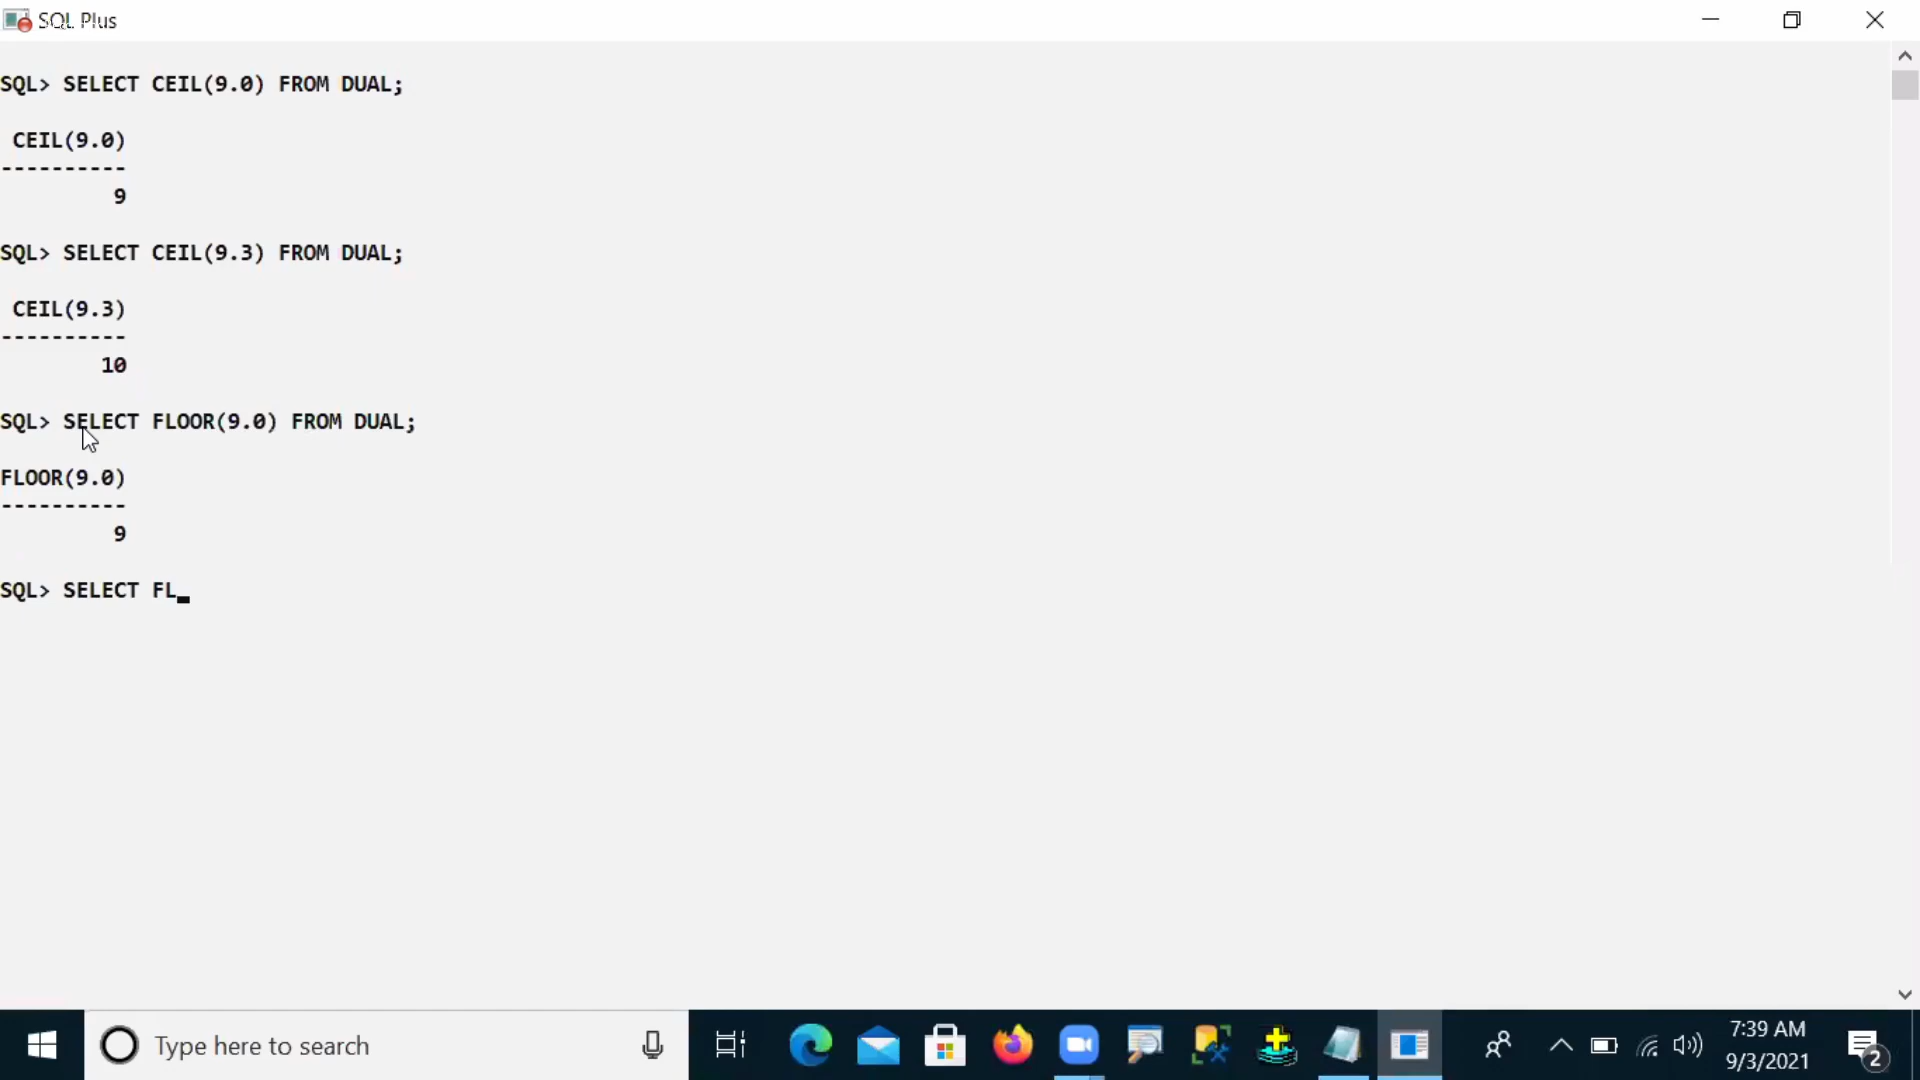 SQL Plus
SQL> SELECT CEIL(9.0) FROM DUAL;
CEIL(9.0)
----------
9
SQL> SELECT CEIL(9.3) FROM DUAL;
CEIL(9.3)
----------
10
SQL> SELECT FLOOR(9.0) FROM DUAL;
FLOOR(9.0)
----------
9
SQL> SELECT FL
Type here to search
7:39 AM
9/3/2021
2